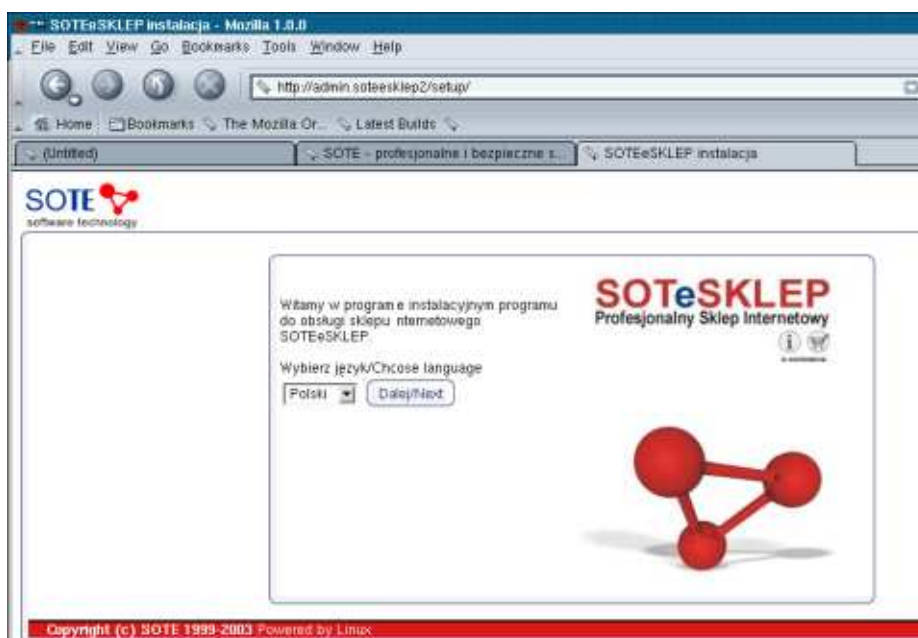 SOTEeSKLEP instalacja - Mozilla 1.0.0
File Edit View Go Bookmarks Tools Window Help
http://admin.soteesklep2/setup/
Home Bookmarks The Mozilla Or... Latest Builds
(Untitled) SOTE - profesjonalne i bezpieczne s... SOTEeSKLEP instalacja
SOTE
software technology
Witamy w programie instalacyjnym programu
do obsługi sklepu nternetowego
SOTEeSKLEP
Wybierz język/Choose language
Polski Dalej/Next
SOTeSKLEP
Profesjonalny Sklep Internetowy
Copyright (c) SOTE 1999-2003 Powered by Linux